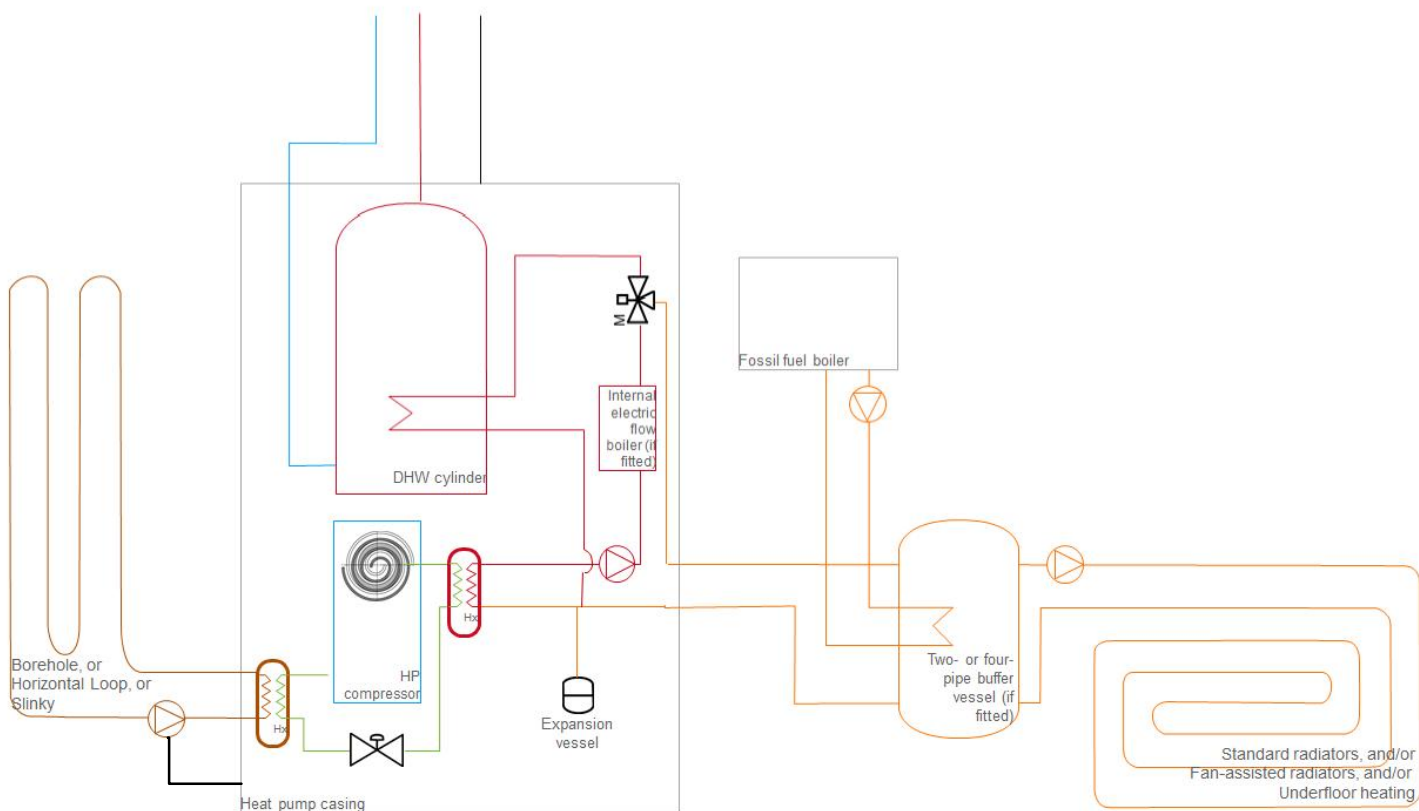 M
Fossil fuel boiler
Internal
electric
flow
boiler (if
fitted)
DHW cylinder
Hx
Borehole, or
Horizontal Loop, or
Slinky
HP
compressor
Hx
Expansion
vessel
Two- or four-
pipe buffer
vessel (if
fitted)
Standard radiators, and/or
Fan-assisted radiators, and/or
Underfloor heating
Heat pump casing